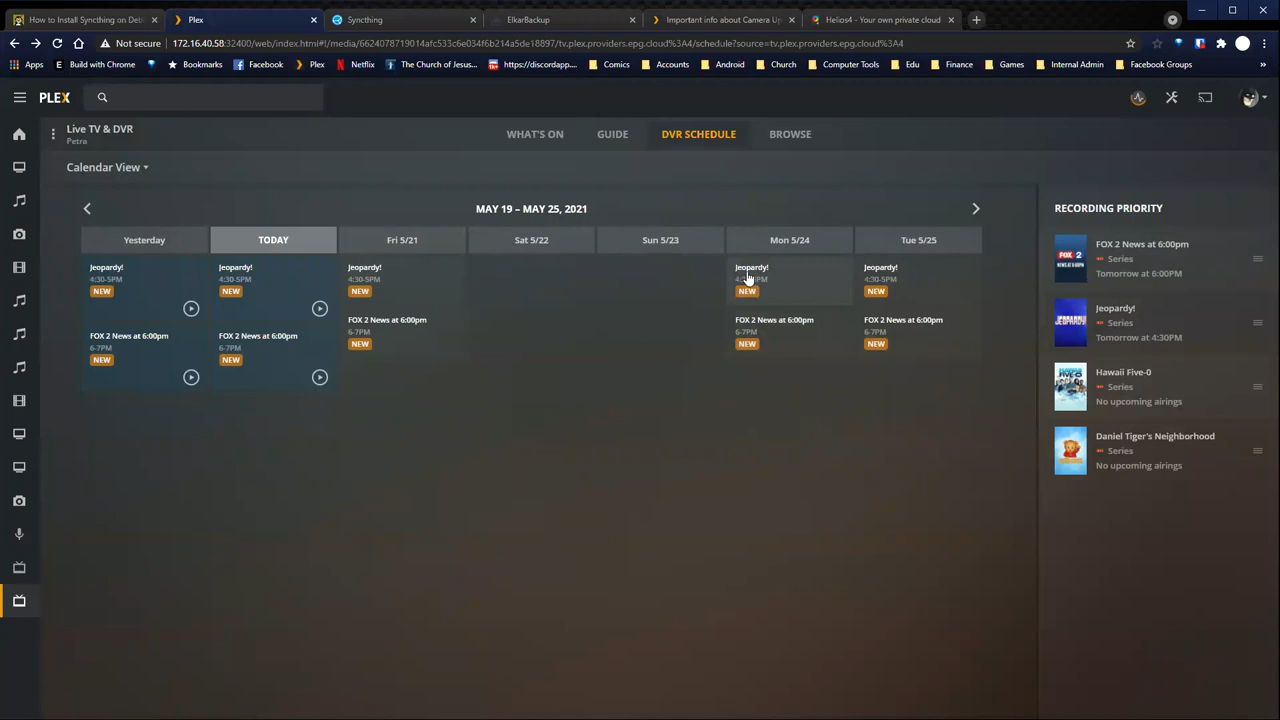 How to Install Syncthing on Deb
Plex
Syncthing
ElkarBackup
Important info about Camera Up
Helios4 - Your own private cloud
Not secure
172.16.40.58:32400/web/index.html#!/media/6624078719014afc533c6e034f6b214a5de18897/tv.plex.providers.epg.cloud%3A4/schedule?source=tv.plex.providers.epg.cloud%3A4
Apps
Build with Chrome
Bookmarks
Facebook
Plex
Netflix
The Church of Jesus...
https://discordapp....
Comics
Accounts
Android
Church
Computer Tools
Edu
Finance
Games
Internal Admin
Facebook Groups
PLEX
Live TV & DVR
Petra
WHAT'S ON
GUIDE
DVR SCHEDULE
BROWSE
Calendar View
MAY 19 – MAY 25, 2021
Yesterday
TODAY
Fri 5/21
Sat 5/22
Sun 5/23
Mon 5/24
Tue 5/25
Jeopardy!
4:30-5PM
NEW
FOX 2 News at 6:00pm
6-7PM
NEW
Jeopardy!
4:30-5PM
NEW
FOX 2 News at 6:00pm
6-7PM
NEW
Jeopardy!
4:30-5PM
NEW
FOX 2 News at 6:00pm
6-7PM
NEW
Jeopardy!
NEW
FOX 2 News at 6:00pm
6-7PM
NEW
Jeopardy!
4:30-5PM
NEW
FOX 2 News at 6:00pm
6-7PM
NEW
RECORDING PRIORITY
FOX 2 News at 6:00pm
Series
Tomorrow at 6:00PM
Jeopardy!
Series
Tomorrow at 4:30PM
Hawaii Five-0
Series
No upcoming airings
Daniel Tiger's Neighborhood
Series
No upcoming airings
FOX 2
JEOPARDY!